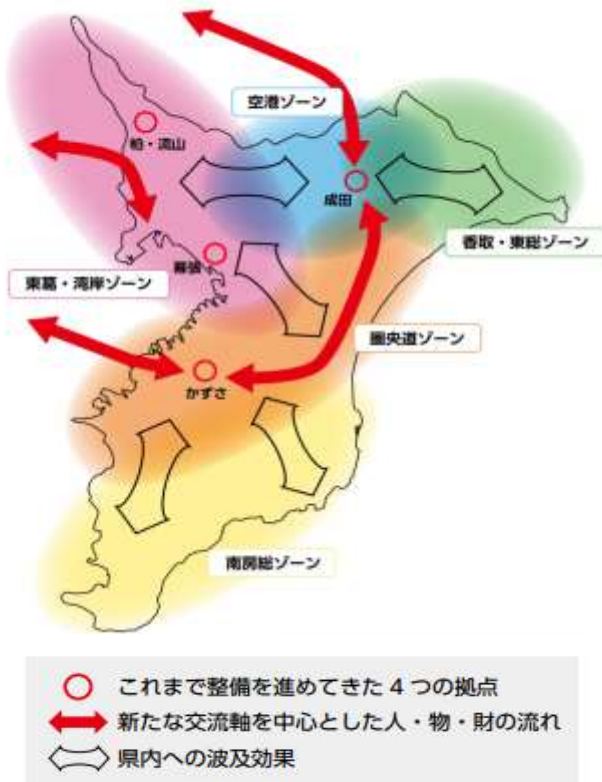 空港ゾーン
柏・流山
成田
香取・東総ゾーン
幕張
東葛・湾岸ゾーン
圏央道ゾーン
かずさ
南房総ゾーン
これまで整備を進めてきた 4 つの拠点
新たな交流軸を中心とした人・物・財の流れ
県内への波及効果